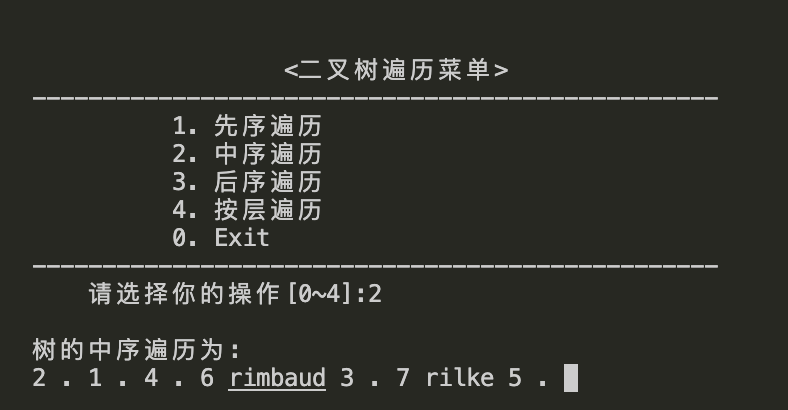 <二叉树遍历菜单>
1. 先序遍历
2. 中序遍历
3. 后序遍历
4. 按层遍历
0. Exit
请选择你的操作[0~4]:2
树的中序遍历为:
2 . 1 . 4 . 6 rimbaud 3 . 7 rilke 5 .